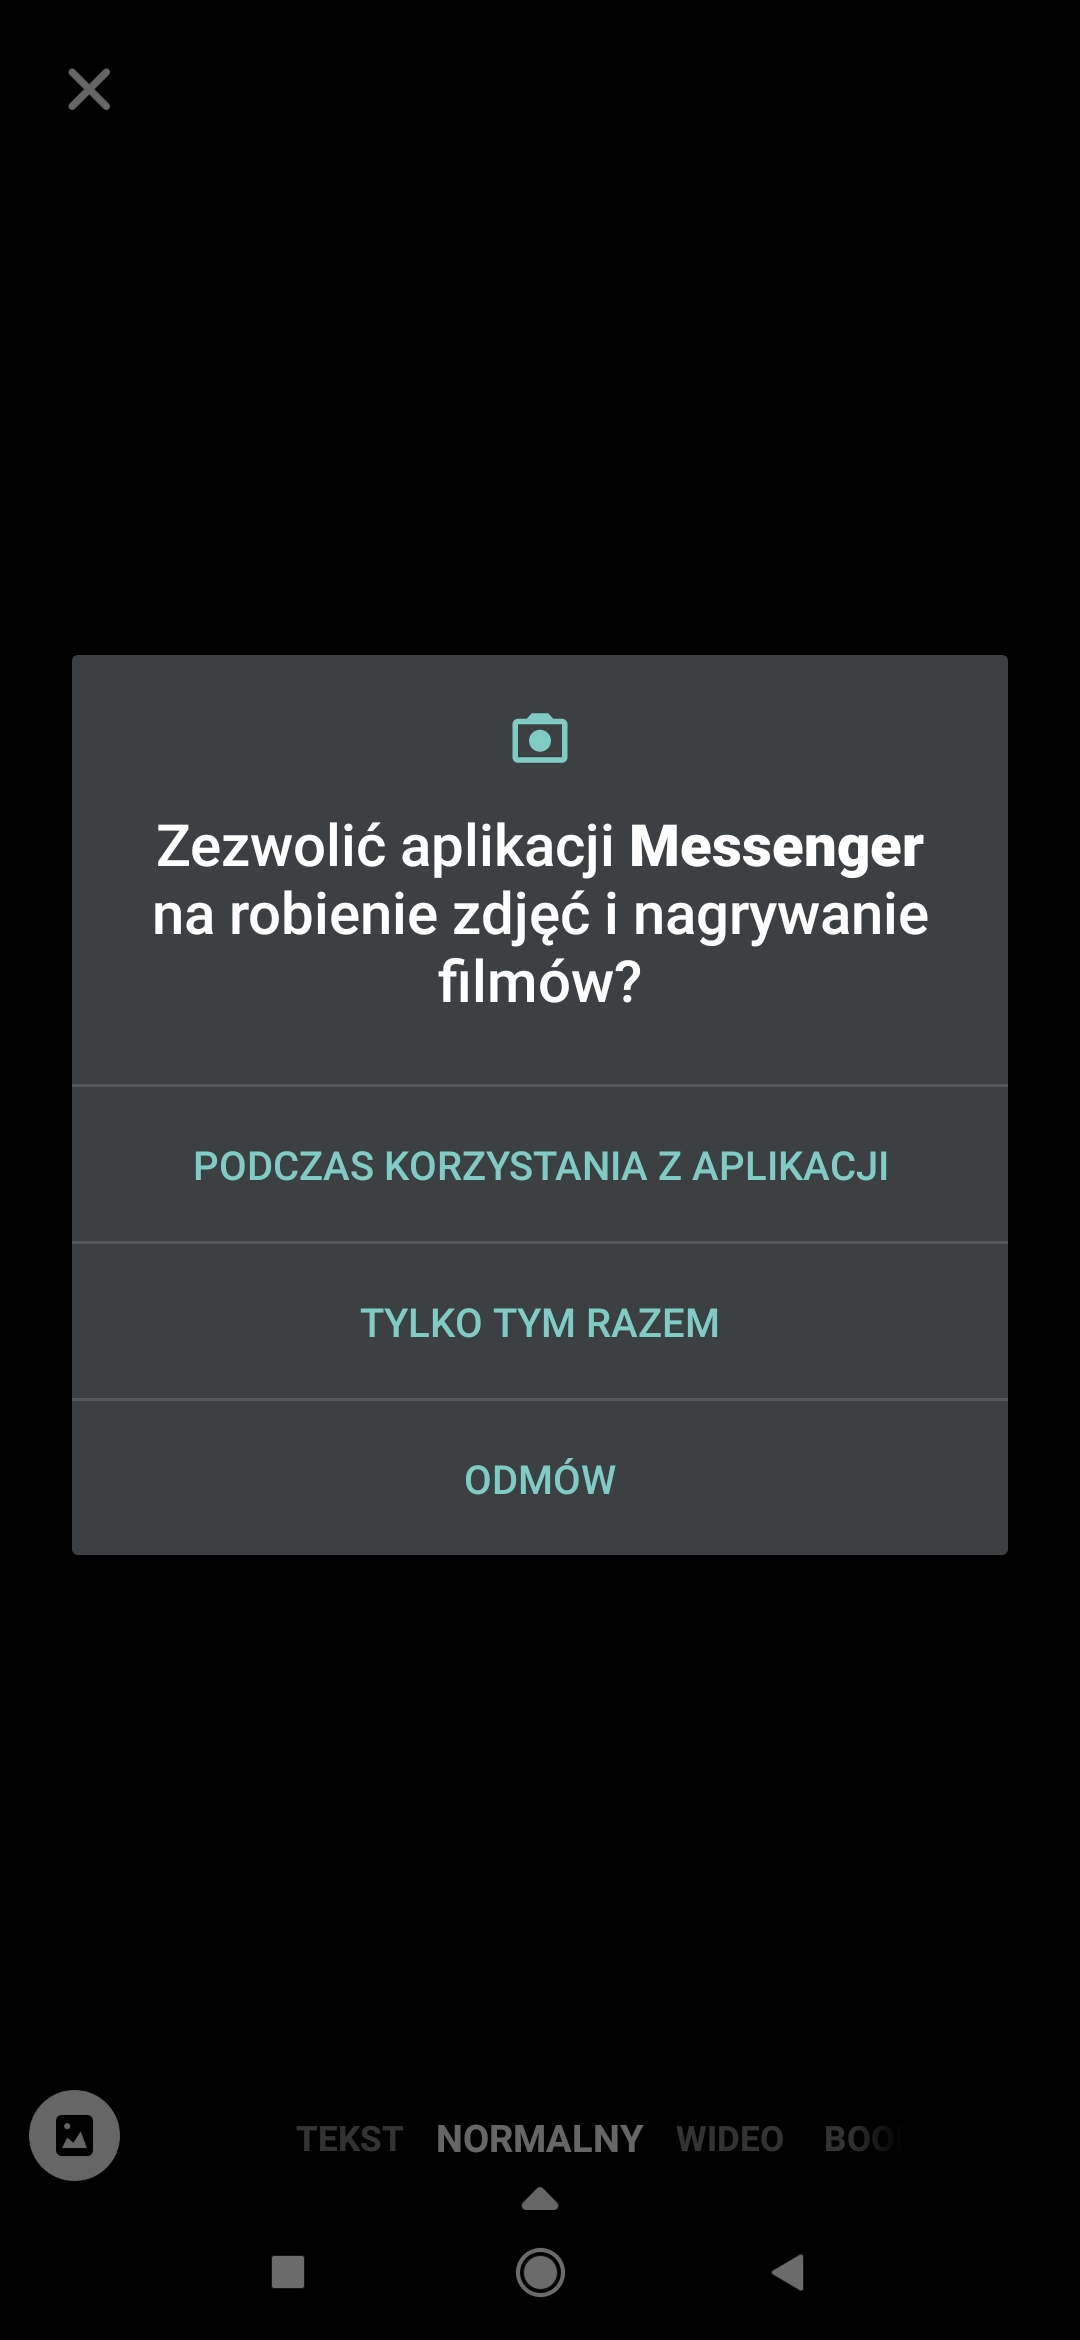 Zezwolić aplikacji Messenger
na robienie zdjęć i nagrywanie
filmów?
PODCZAS KORZYSTANIA Z APLIKACJI
TYLKO TYM RAZEM
ODMÓW
TEKST NORMALNY WIDEO